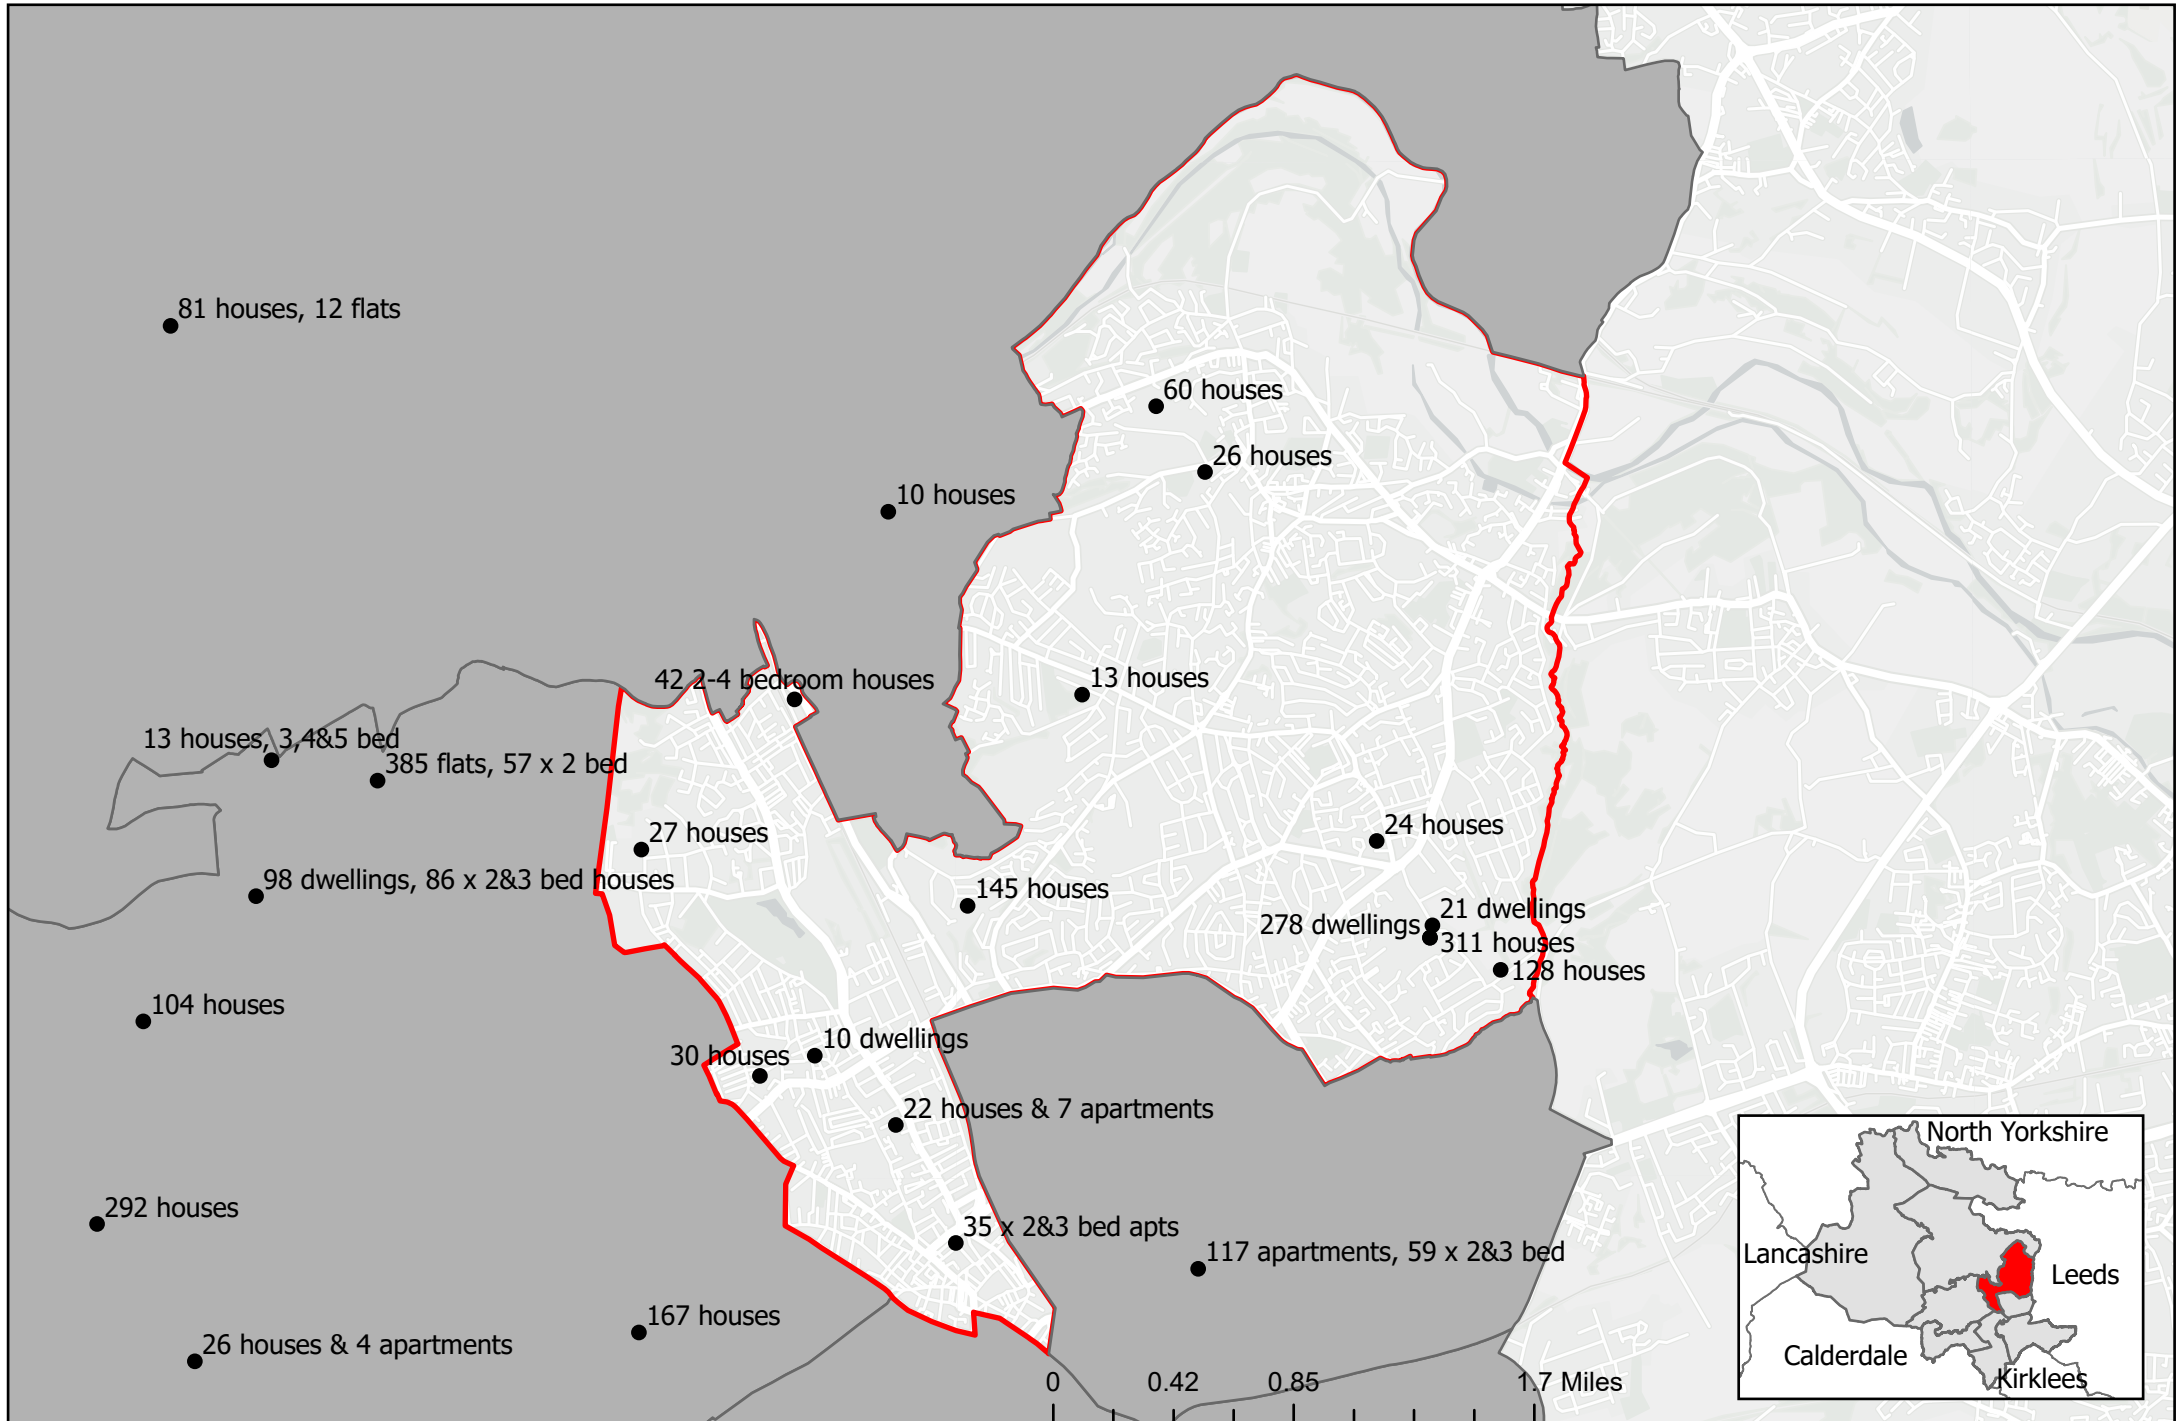 81 houses, 12 flats
60 houses
26 houses
10 houses
42 2-4 bedroom houses
13 houses
13 houses, 3,4&5 bed
385 flats, 57 x 2 bed
27 houses
24 houses
98 dwellings, 86 x 2&3 bed houses
145 houses
21 dwellings
278 dwellings
311 houses
128 houses
104 houses
10 dwellings
30 houses
22 houses & 7 apartments
292 houses
35 x 2&3 bed apts
117 apartments, 59 x 2&3 bed
167 houses
26 houses & 4 apartments
0 0.42 0.85 1.7 Miles
North Yorkshire
Lancashire
Leeds
Calderdale
Kirklees